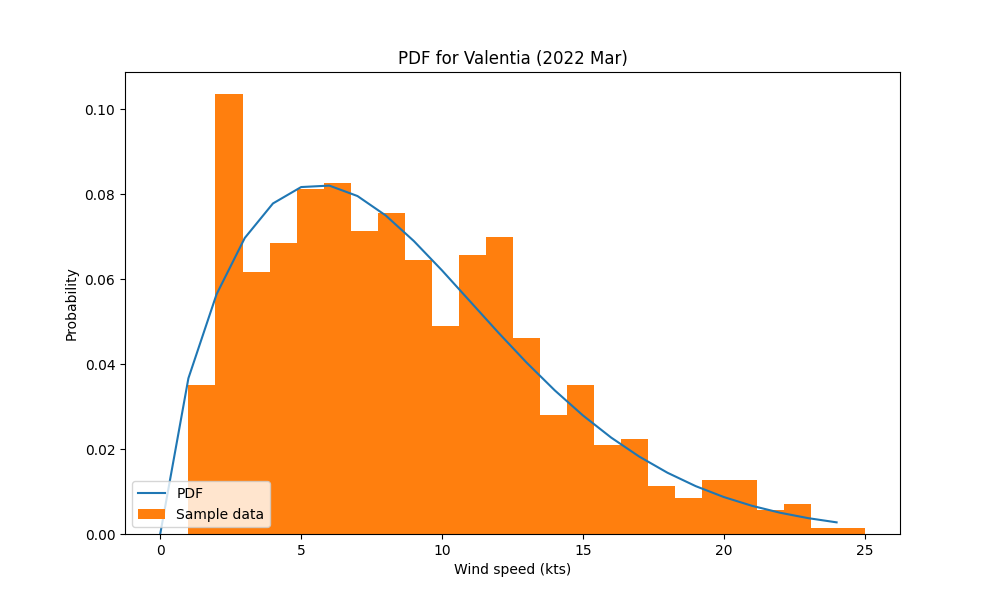 PDF for Valentia (2022 Mar)
Probability
0.10
0.08
0.06
0.04
0.02
0.00
PDF
Sample data
0
5
10
15
20
25
Wind speed (kts)